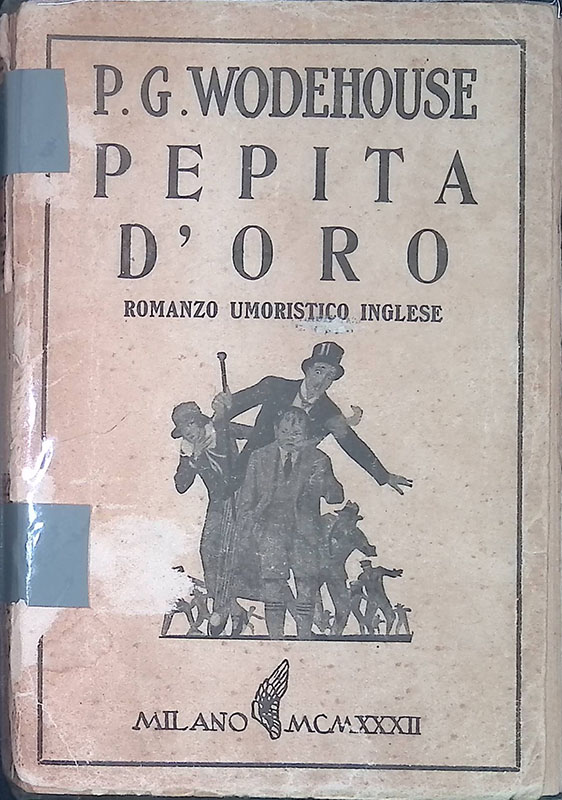 P. G. WODEHOUSE
PEPITA
D'ORO
ROMANZO UMORISTICO INGLESE
MILANO MCMXXXII